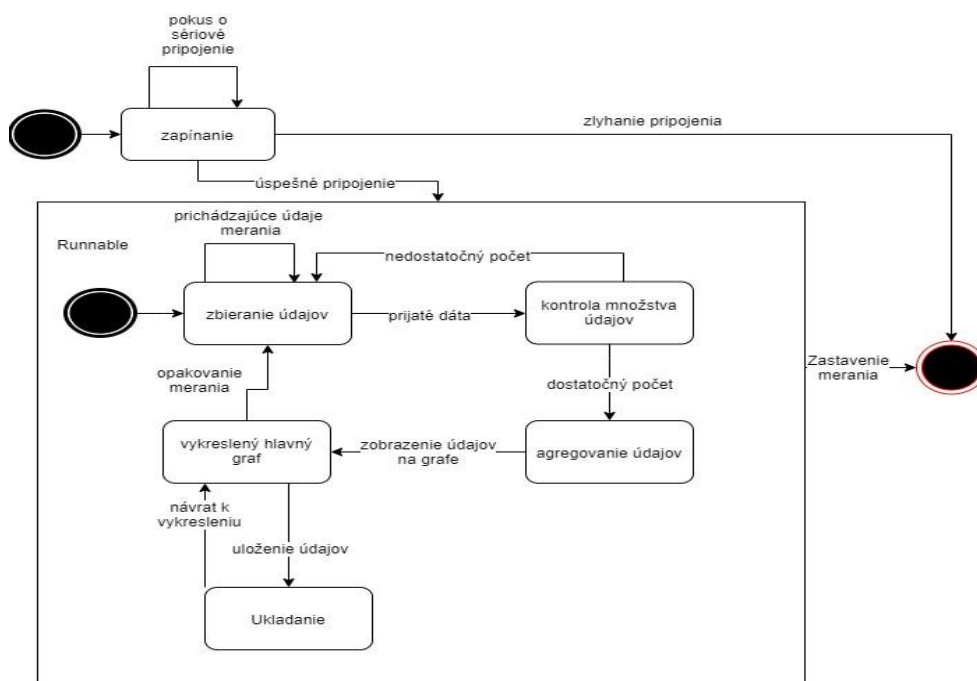 pokus o
sériové
pripojenie
zapínanie
zlyhanie pripojenia
úspešné pripojenie
Runnable
prichádzajúce údaje
merania
nedostatočný počet
zbieranie údajov
prijaté dáta
kontrola množstva
údajov
opakovanie
merania
dostatočný počet
Zastavenie
merania
vykreslený hlavný
graf
zobrazenie údajov
na grafe
agregovanie údajov
návrat k
vykresleniu
uloženie údajov
Ukladanie